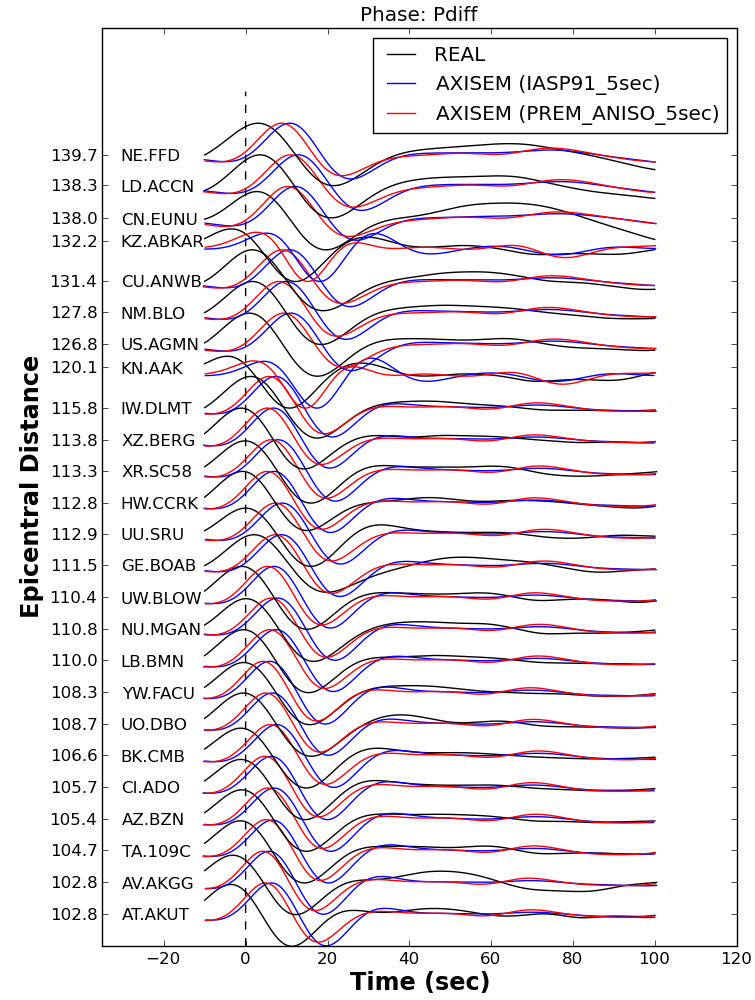 Phase: Pdiff
REAL
AXISEM (IASP91_5sec)
AXISEM (PREM_ANISO_5sec)
Epicentral Distance
139.7 NE.FFD
138.3 LD.ACCN
138.0 CN.EUNU
132.2 KZ.ABKAR
131.4 CU.ANWB
127.8 NM.BLO
126.8 US.AGMN
120.1 KN.AAK
115.8 IW.DLMT
113.8 XZ.BERG
113.3 XR.SC58
112.8 HW.CCRK
112.9 UU.SRU
111.5 GE.BOAB
110.4 UW.BLOW
110.8 NU.MGAN
110.0 LB.BMN
108.3 YW.FACU
108.7 UO.DBO
106.6 BK.CMB
105.7 CI.ADO
105.4 AZ.BZN
104.7 TA.109C
102.8 AV.AKGG
102.8 AT.AKUT
−20 0 20 40 60 80 100 120
Time (sec)